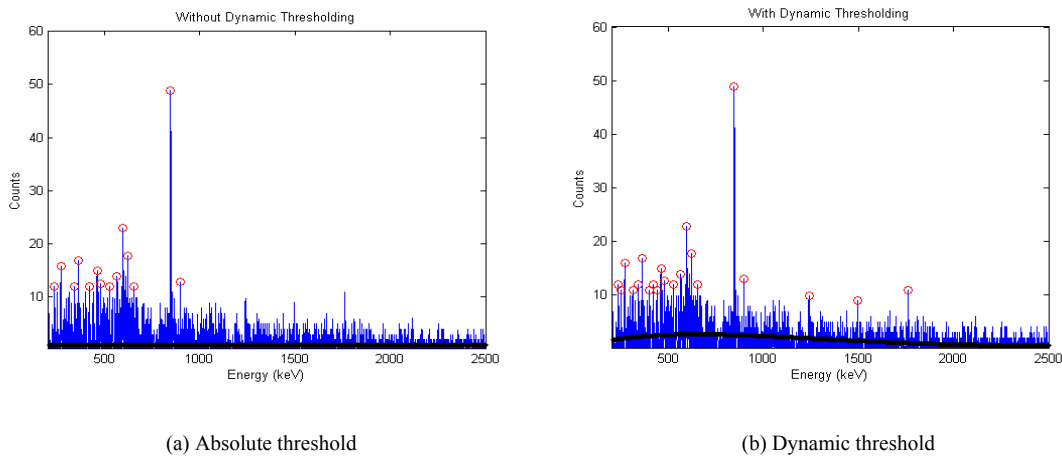 Without Dynamic Thresholding
60
50
40
30
20
10
Counts
500
1000
1500
2000
2500
Energy (keV)
(a) Absolute threshold
With Dynamic Thresholding
60
50
40
30
20
10
Counts
500
1000
1500
2000
2500
Energy (keV)
(b) Dynamic threshold